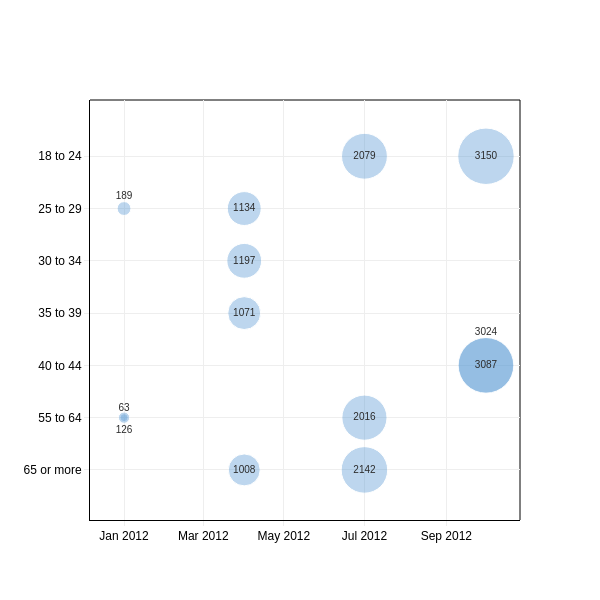 18 to 24
2079
3150
189
25 to 29
1134
30 to 34
1197
35 to 39
1071
3024
40 to 44
3087
63
55 to 64
2016
126
65 or more
1008
2142
Jan 2012
Mar 2012
May 2012
Jul 2012
Sep 2012